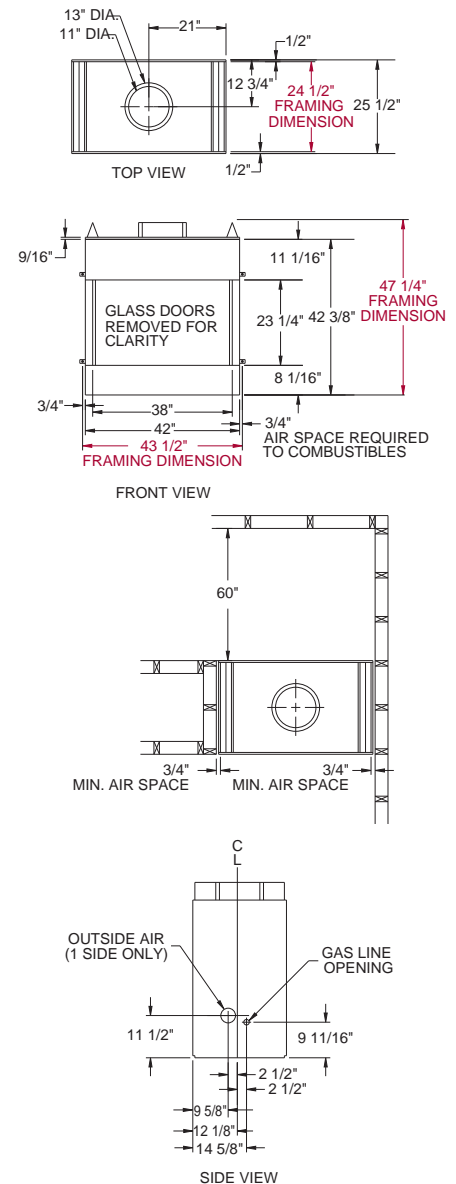 13" DIA.
11" DIA.
21"
1/2"
12 3/4"
24 1/2"
FRAMING
DIMENSION
25 1/2"
1/2"
TOP VIEW
9/16"
11 1/16"
47 1/4"
FRAMING
DIMENSION
GLASS DOORS
REMOVED FOR
CLARITY
23 1/4"
42 3/8"
8 1/16"
3/4"
38"
42"
3/4"
43 1/2"
FRAMING DIMENSION
AIR SPACE REQUIRED
TO COMBUSTIBLES
FRONT VIEW
60"
3/4"
MIN. AIR SPACE
3/4"
MIN. AIR SPACE
C
L
OUTSIDE AIR
(1 SIDE ONLY)
GAS LINE
OPENING
11 1/2"
9 11/16"
2 1/2"
2 1/2"
9 5/8"
12 1/8"
14 5/8"
SIDE VIEW